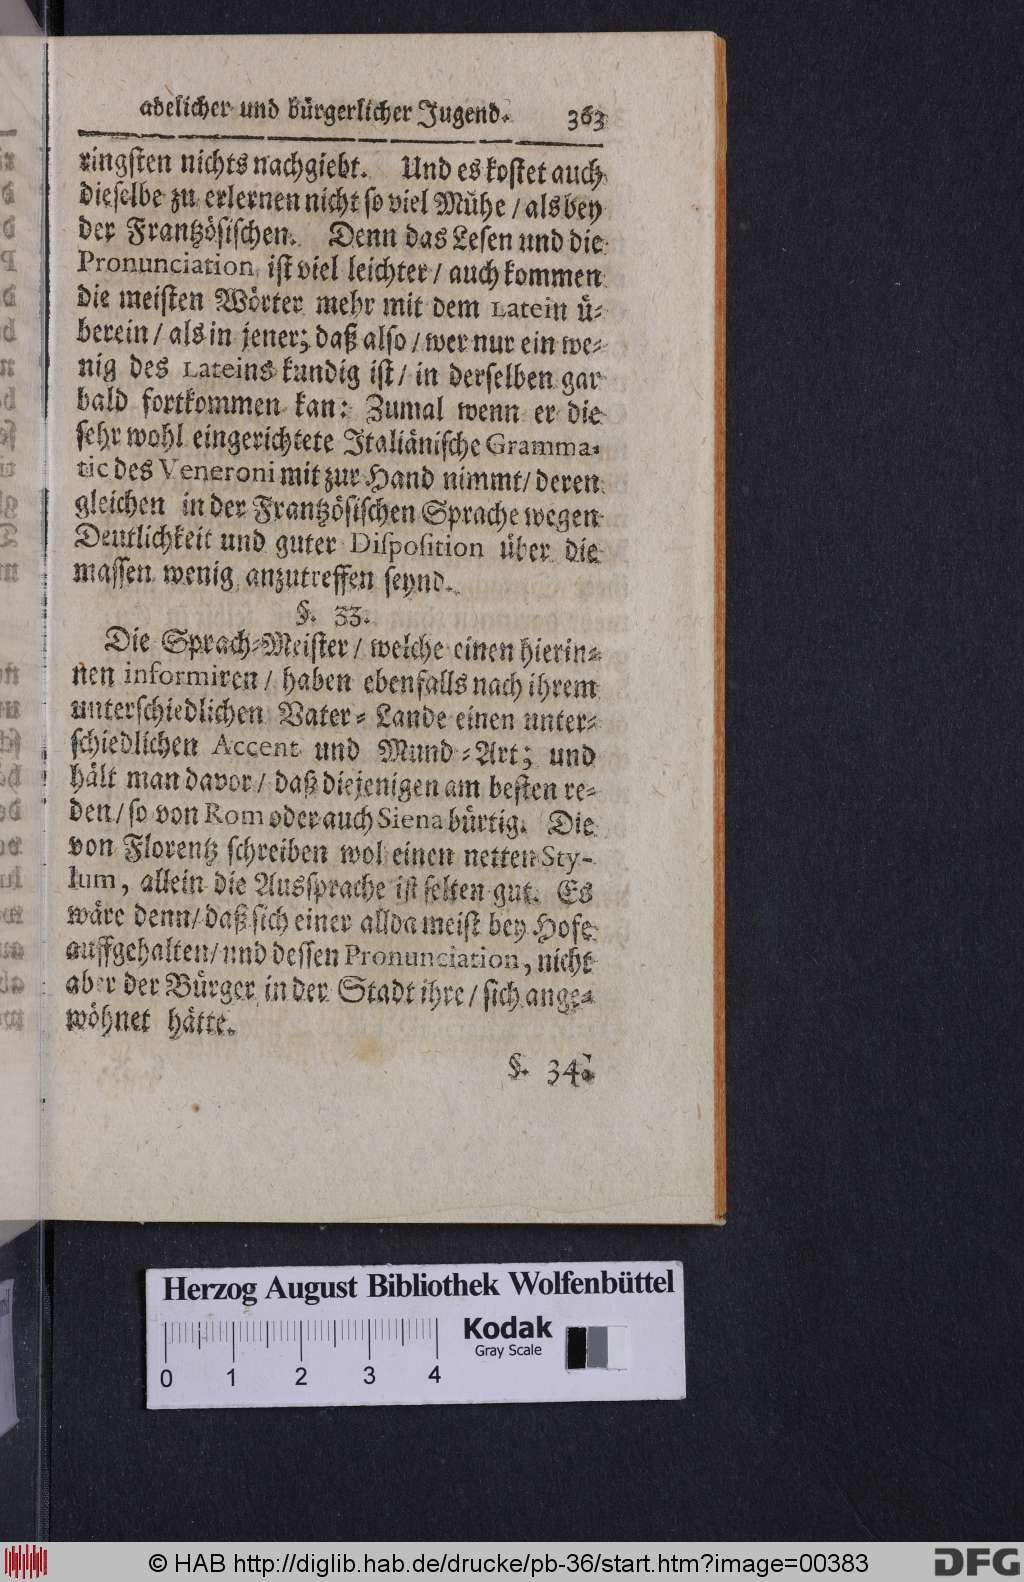 adelicher und bürgerlicher Jugend. 363
ringsten nichts nachgiebt. Und es kostet auch
dieselbe zu erlernen nicht so viel Mühe / als bey
der Frantzösischen. Denn das Lesen und die
Pronunciation ist viel leichter / auch kommen
die meisten Wörter mehr mit dem Latein ü-
berein / als in jener; daß also / wer nur ein we-
nig des Lateins kundig ist / in derselben gar
bald fortkommen kan: Zumal wenn er die
sehr wohl eingerichtete Italiänische Gramma-
tic des Veneroni mit zur Hand nimmt / deren
gleichen in der Frantzösischen Sprache wegen
Deutlichkeit und guter Disposition über die
massen wenig anzutreffen seynd.
§. 33.
Die Sprach-Meister / welche einen hierin-
nen informiren / haben ebenfalls nach ihrem
unterschiedlichen Vater-Lande einen unter-
schiedlichen Accent und Mund-Art; und
hält man davor / daß diejenigen am besten re-
den / so von Rom oder auch Siena bürtig. Die
von Florentz schreiben wol einen netten Sty-
lum, allein die Aussprache ist selten gut. Es
wäre denn / daß sich einer allda meist bey Hofe
auffgehalten / und dessen Pronunciation, nicht
aber der Bürger in der Stadt ihre / sich ange-
wöhnet hätte.
§. 34.
Herzog August Bibliothek Wolfenbüttel
Kodak
Gray Scale
0 1 2 3 4
© HAB http://diglib.hab.de/drucke/pb-36/start.htm?image=00383
DFG